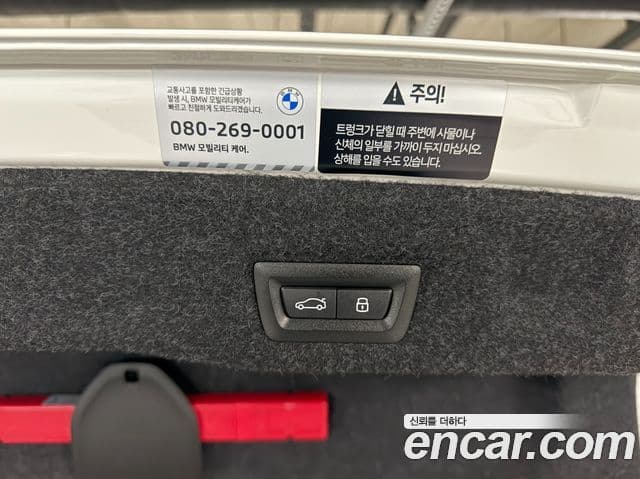 교통사고를 포함한 긴급상황
발생 시, BMW 모빌리티케어가
빠르고 친절하게 도와드리겠습니다.
080-269-0001
BMW 모빌리티 케어.
BMW
주의!
트렁크가 닫힐 때 주변에 사물이나
신체의 일부를 가까이 두지 마십시오.
상해를 입을 수도 있습니다.
신뢰를 더하다
encar.com